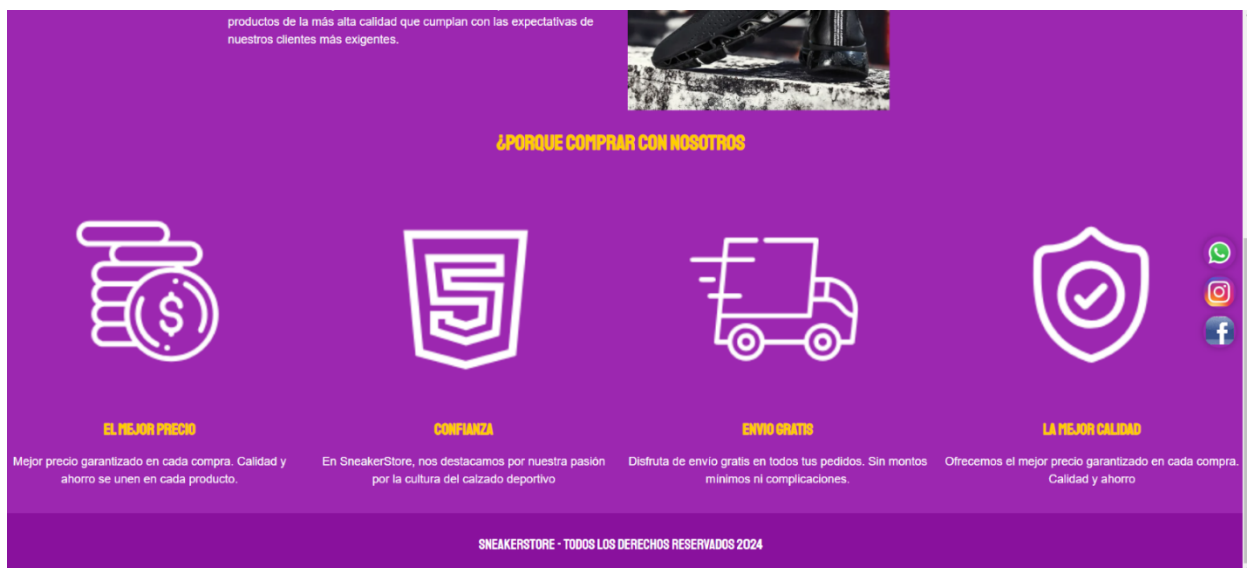 productos de la más alta calidad que cumplan con las expectativas de
nuestros clientes más exigentes.
¿PORQUE COMPRAR CON NOSOTROS
EL MEJOR PRECIO
Mejor precio garantizado en cada compra. Calidad y
ahorro se unen en cada producto.
CONFIANZA
En SneakerStore, nos destacamos por nuestra pasión
por la cultura del calzado deportivo
ENVIO GRATIS
Disfruta de envío gratis en todos tus pedidos. Sin montos
mínimos ni complicaciones.
LA MEJOR CALIDAD
Ofrecemos el mejor precio garantizado en cada compra.
Calidad y ahorro
SNEAKERSTORE - TODOS LOS DERECHOS RESERVADOS 2024